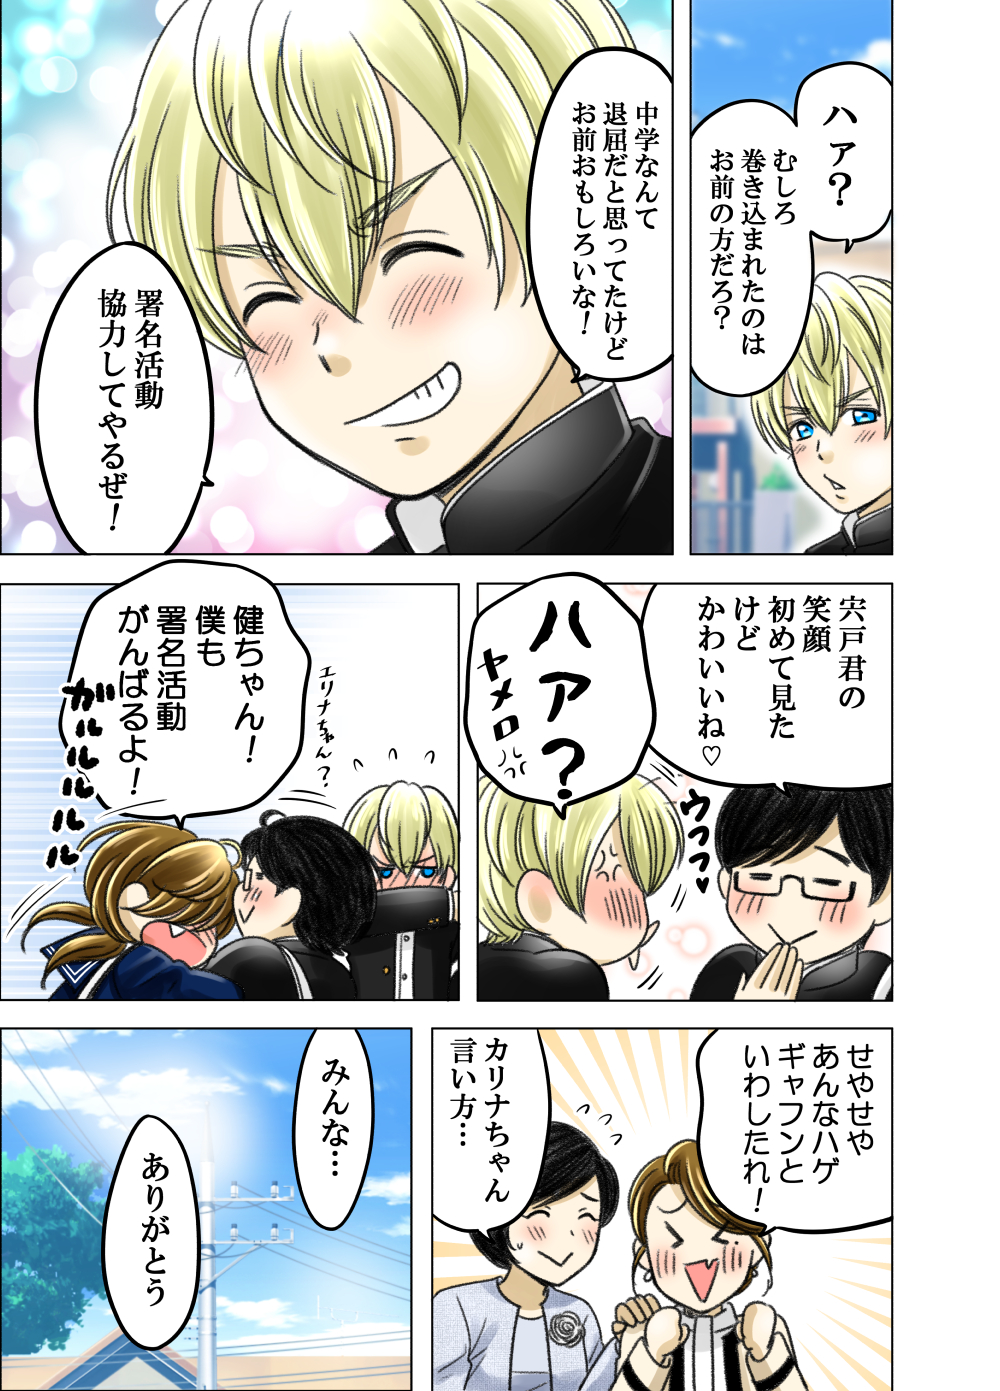 ハァ？
むしろ
巻き込まれたのは
お前の方だろ？
中学なんて
退屈だと思ってたけど
お前おもしろいな！
署名活動
協力してやるぜ！
宍戸君の
笑顔
初めて見た
けど
かわいいね♡
ウフフフ♥
ハァ？
ヤメロ
エリナちゃん？
健ちゃん！
僕も
署名活動
がんばるよ！
ガルルルルル
せやせや
あんなハゲ
ギャフンと
いわしたれ！
カリナちゃん
言い方…
みんな…
ありがとう